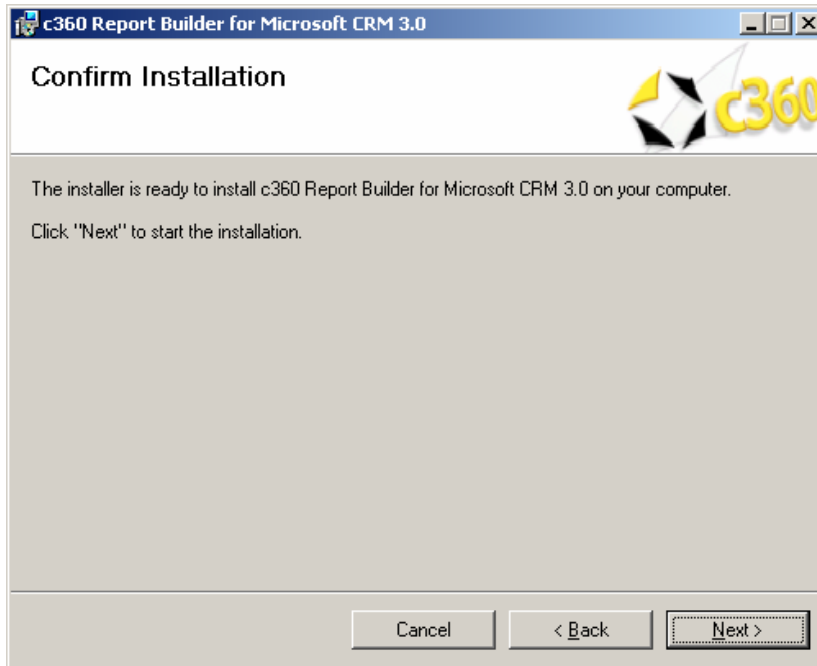 c360 Report Builder for Microsoft CRM 3.0
Confirm Installation
c360
The installer is ready to install c360 Report Builder for Microsoft CRM 3.0 on your computer.
Click "Next" to start the installation.
Cancel
< Back
Next >